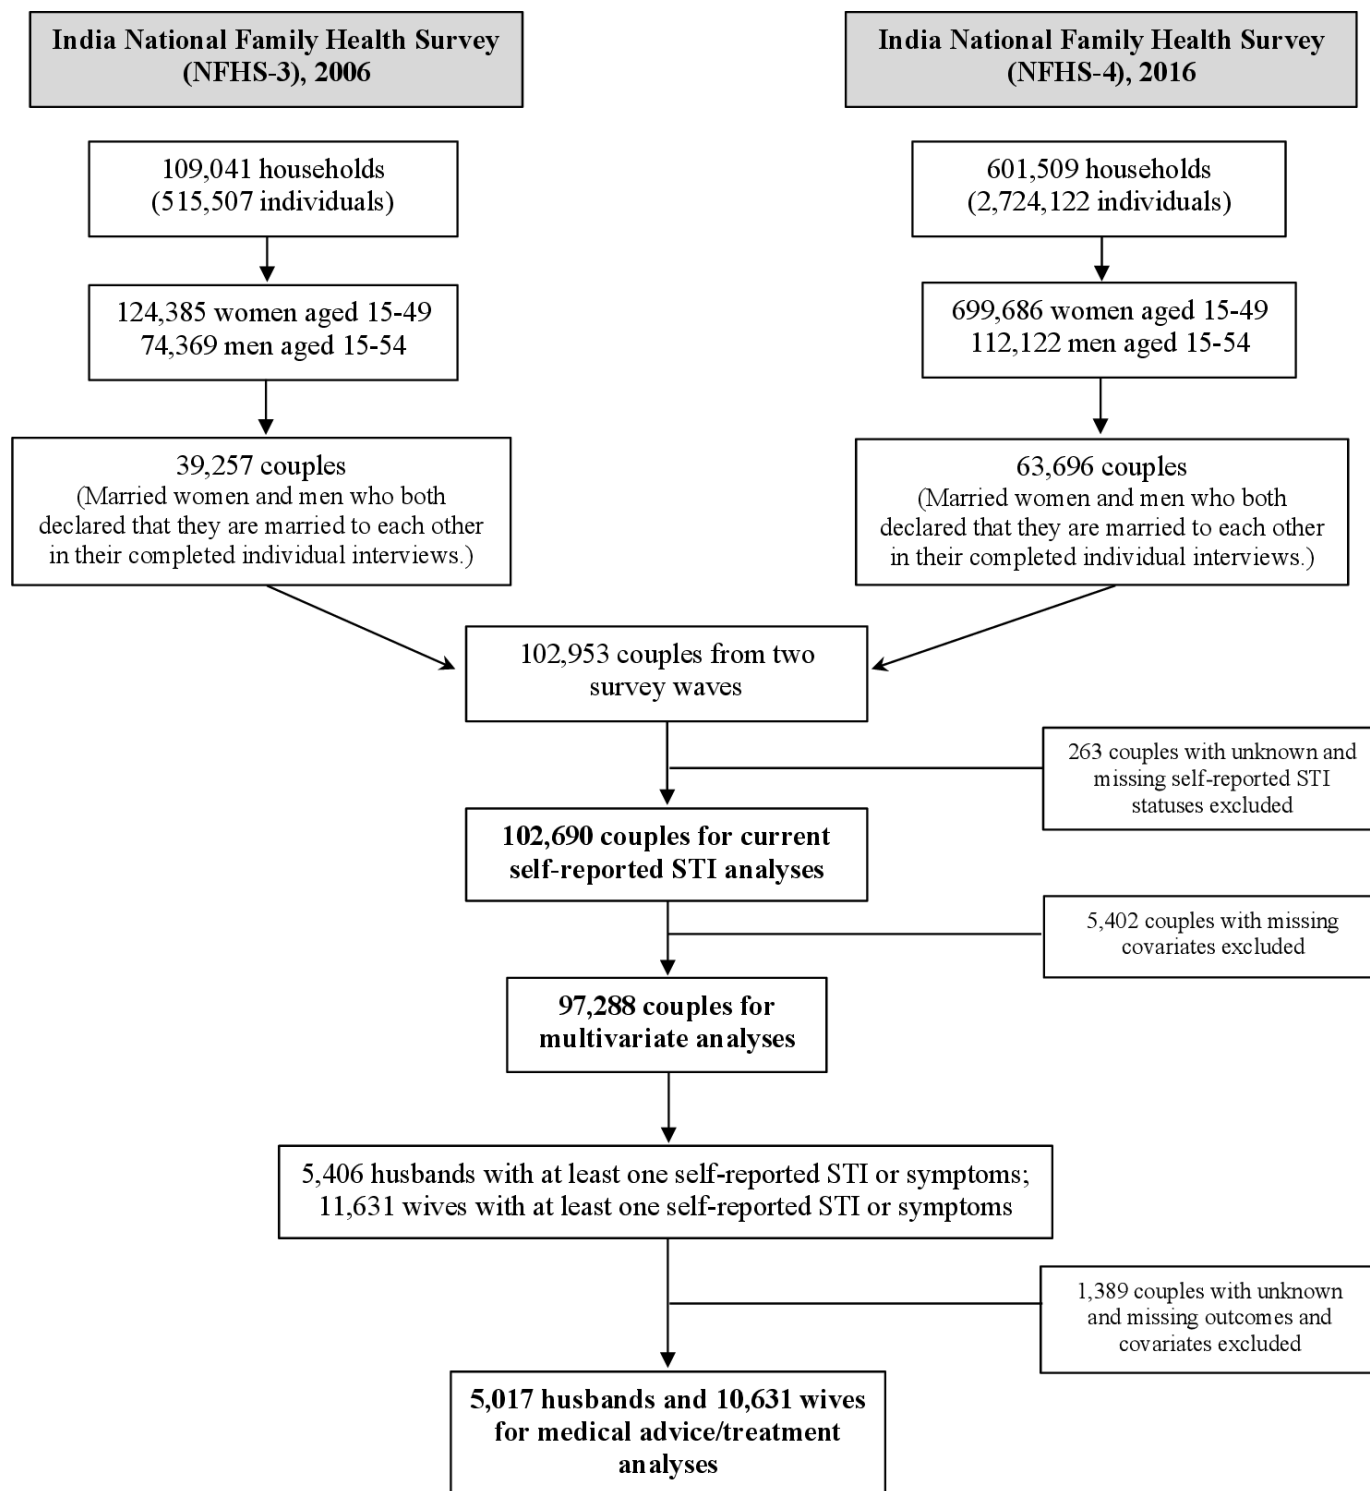 India National Family Health Survey
(NFHS-3), 2006
India National Family Health Survey
(NFHS-4), 2016
109,041 households
(515,507 individuals)
601,509 households
(2,724,122 individuals)
124,385 women aged 15-49
74,369 men aged 15-54
699,686 women aged 15-49
112,122 men aged 15-54
39,257 couples
(Married women and men who both
declared that they are married to each other
in their completed individual interviews.)
63,696 couples
(Married women and men who both
declared that they are married to each other
in their completed individual interviews.)
102,953 couples from two
survey waves
263 couples with unknown and
missing self-reported STI
statuses excluded
102,690 couples for current
self-reported STI analyses
5,402 couples with missing
covariates excluded
97,288 couples for
multivariate analyses
5,406 husbands with at least one self-reported STI or symptoms;
11,631 wives with at least one self-reported STI or symptoms
1,389 couples with unknown
and missing outcomes and
covariates excluded
5,017 husbands and 10,631 wives
for medical advice/treatment
analyses